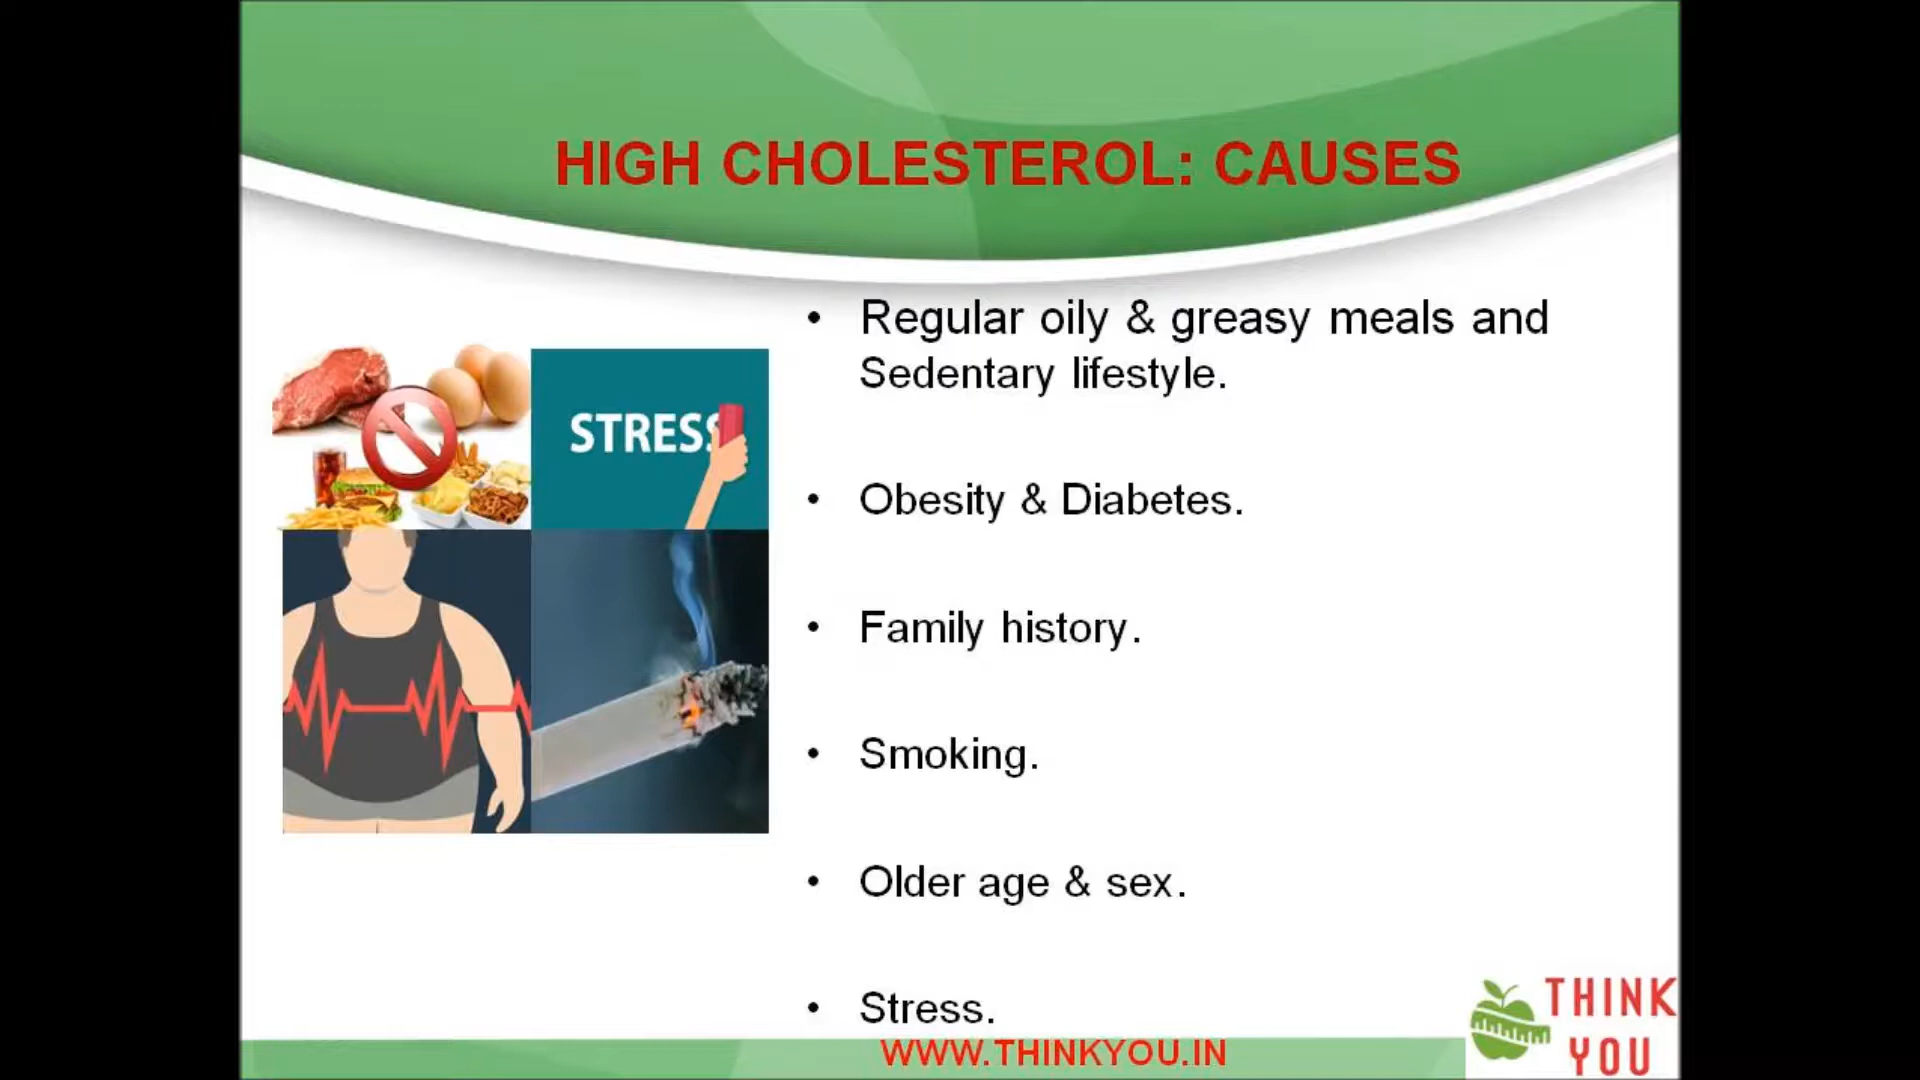 HIGH CHOLESTEROL: CAUSES
• Regular oily & greasy meals and
Sedentary lifestyle.
STRESS
• Obesity & Diabetes.
• Family history.
• Smoking.
• Older age & sex.
• Stress.
WWW.THINKYOU.IN
THINK
YOU